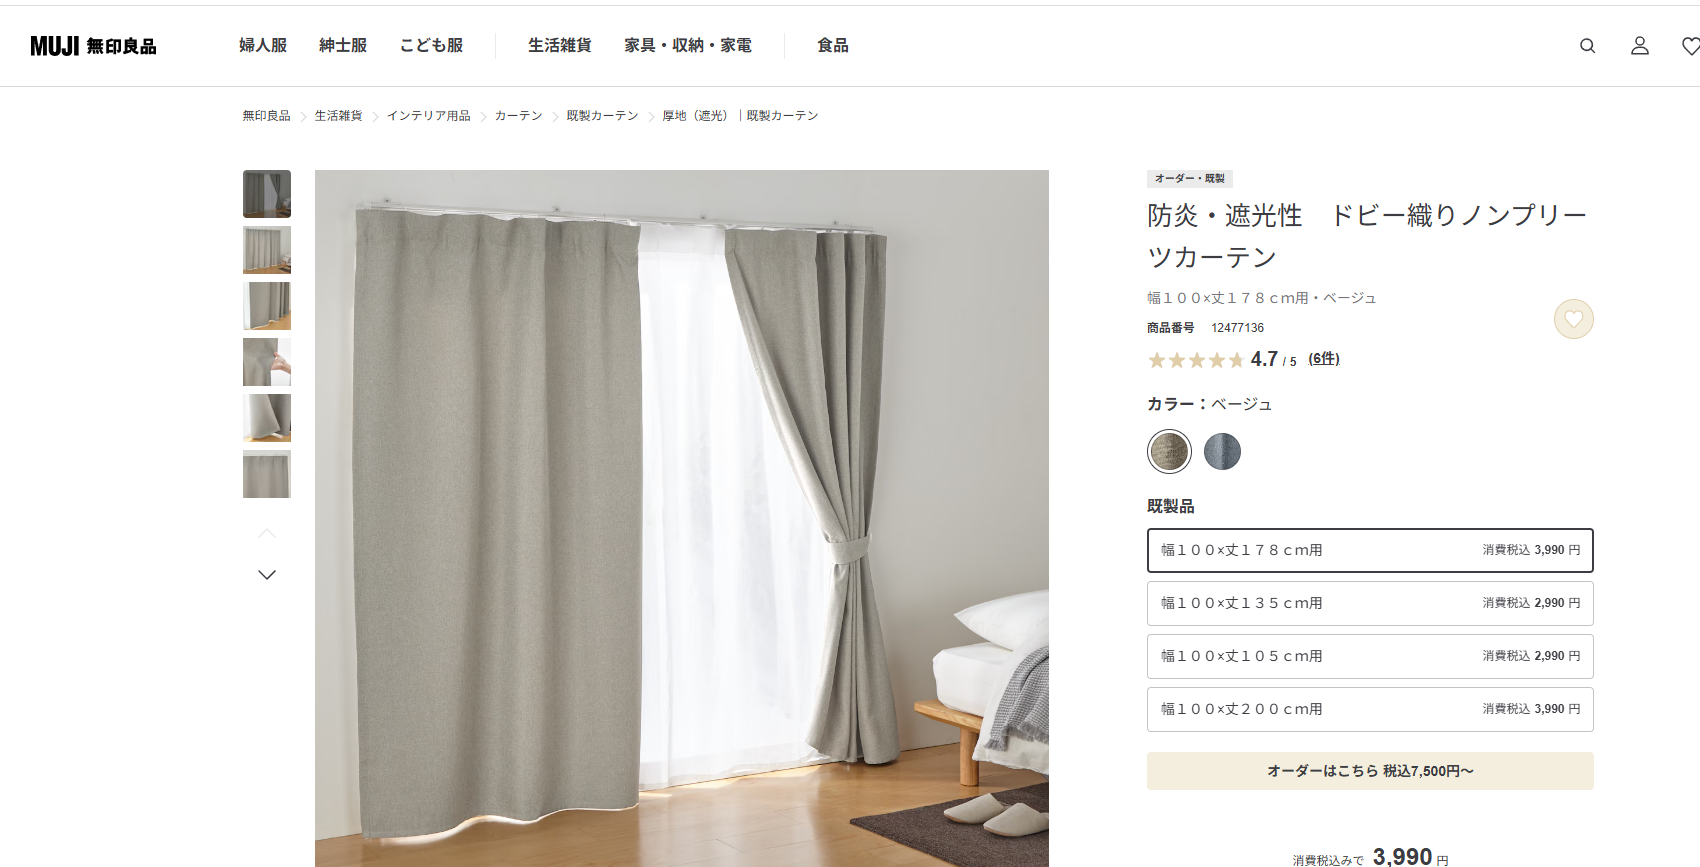 MUJI 無印良品
婦人服 紳士服 こども服 生活雑貨 家具・収納・家電 食品
無印良品 生活雑貨 インテリア用品 カーテン 既製カーテン 厚地（遮光）｜既製カーテン
オーダー・既製
防炎・遮光性　ドビー織りノンプリー
ツカーテン
幅１００×丈１７８ｃｍ用・ベージュ
商品番号 12477136
4.7 / 5 (6件)
カラー：ベージュ
既製品
幅１００×丈１７８ｃｍ用 消費税込 3,990 円
幅１００×丈１３５ｃｍ用 消費税込 2,990 円
幅１００×丈１０５ｃｍ用 消費税込 2,990 円
幅１００×丈２００ｃｍ用 消費税込 3,990 円
オーダーはこちら 税込7,500円～
消費税込みで 3,990 円